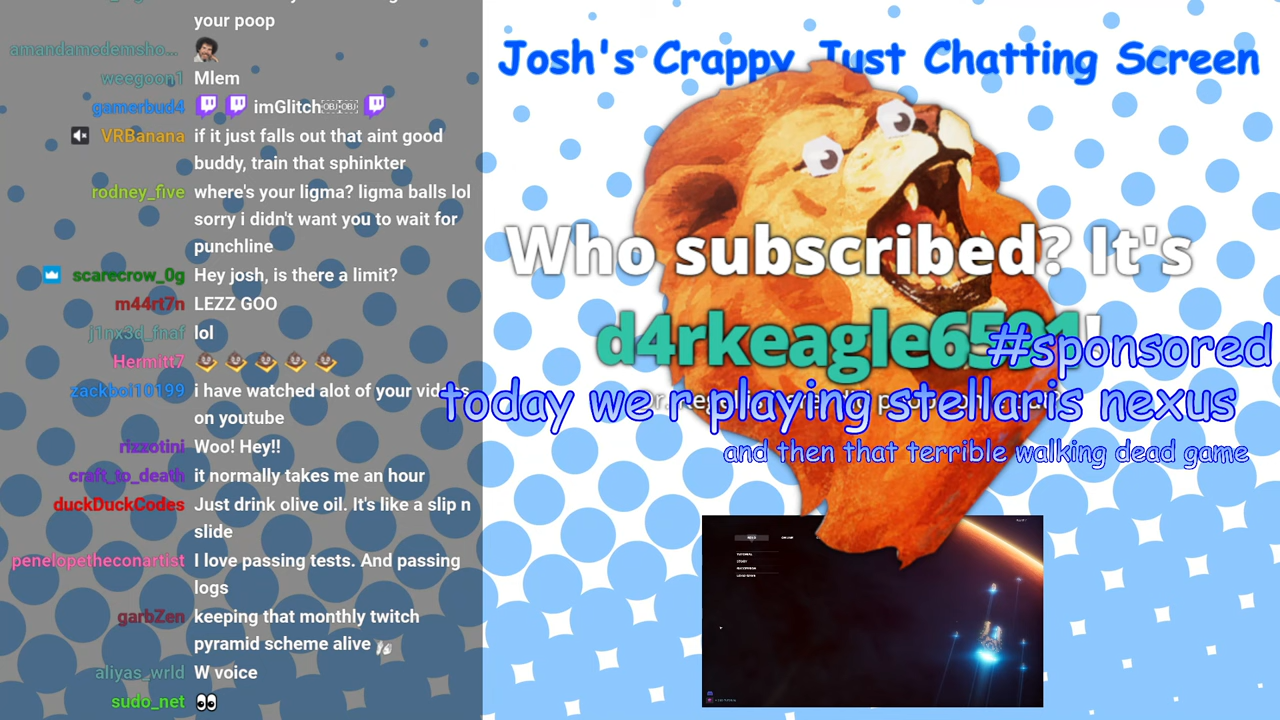 your poop
amandamcdemsho...
weegoon1 Mlem
gamerbud4 imGlitch
VRBanana if it just falls out that aint good
buddy, train that sphinkter
rodney_five where's your ligma? ligma balls lol
sorry i didn't want you to wait for
punchline
scarecrow_0g Hey josh, is there a limit?
m44rt7n LEZZ GOO
j1nx3d_fnaf lol
Hermitt7
zackboi10199 i have watched alot of your videos
on youtube
rizzotini Woo! Hey!!
craft_to_death it normally takes me an hour
duckDuckCodes Just drink olive oil. It's like a slip n
slide
penelopetheconartist I love passing tests. And passing
logs
garbZen keeping that monthly twitch
pyramid scheme alive
aliyas_wrld W voice
sudo_net
Josh's Crappy Just Chatting Screen
Who subscribed? It's
d4rkeagle6591!
#sponsored
today we r playing stellaris nexus
and then that terrible walking dead game